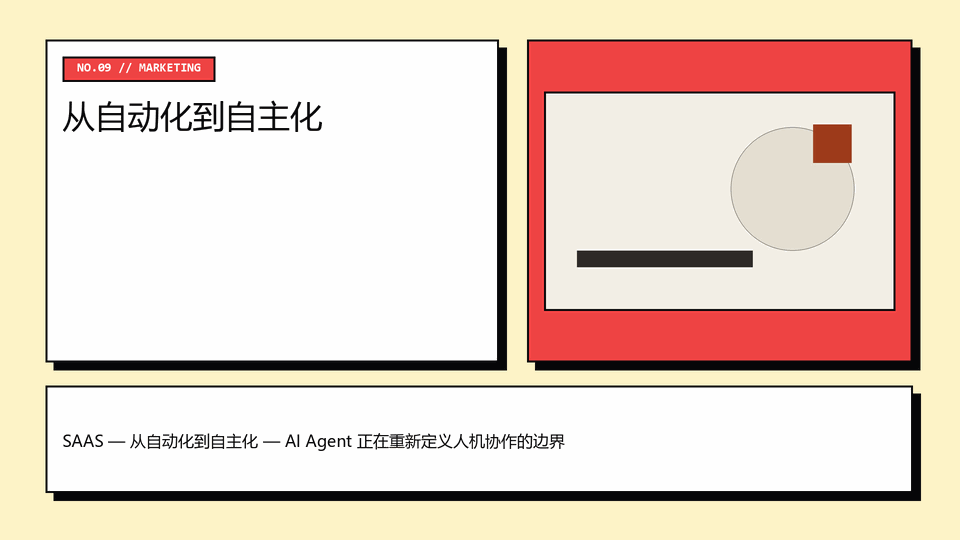 NO.09 // MARKETING
从自动化到自主化
SAAS — 从自动化到自主化 — AI Agent 正在重新定义人机协作的边界